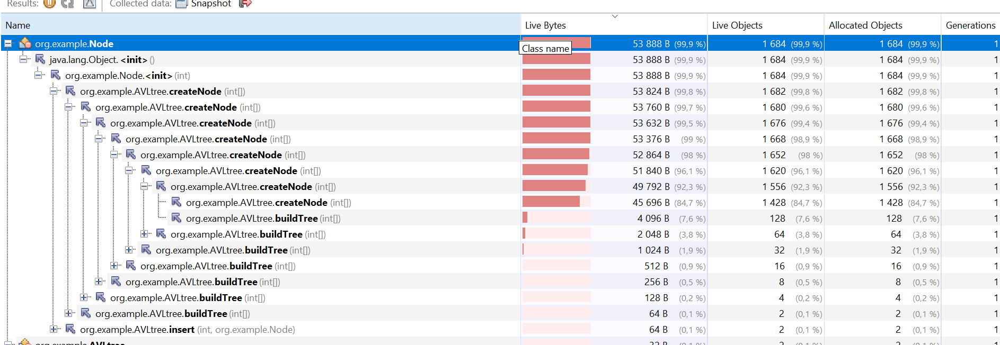 Results: Collected data: Snapshot
Name Live Bytes Live Objects Allocated Objects Generations
org.example.Node 53 888 B (99,9 %) 1 684 (99,9 %) 1 684 (99,9 %) 1
Class name
java.lang.Object. <init> () 53 888 B (99,9 %) 1 684 (99,9 %) 1 684 (99,9 %) 1
org.example.Node.<init> (int) 53 888 B (99,9 %) 1 684 (99,9 %) 1 684 (99,9 %) 1
org.example.AVLtree.createNode (int[]) 53 824 B (99,8 %) 1 682 (99,8 %) 1 682 (99,8 %) 1
org.example.AVLtree.createNode (int[]) 53 760 B (99,7 %) 1 680 (99,6 %) 1 680 (99,6 %) 1
org.example.AVLtree.createNode (int[]) 53 632 B (99,5 %) 1 676 (99,4 %) 1 676 (99,4 %) 1
org.example.AVLtree.createNode (int[]) 53 376 B (99 %) 1 668 (98,9 %) 1 668 (98,9 %) 1
org.example.AVLtree.createNode (int[]) 52 864 B (98 %) 1 652 (98 %) 1 652 (98 %) 1
org.example.AVLtree.createNode (int[]) 51 840 B (96,1 %) 1 620 (96,1 %) 1 620 (96,1 %) 1
org.example.AVLtree.createNode (int[]) 49 792 B (92,3 %) 1 556 (92,3 %) 1 556 (92,3 %) 1
org.example.AVLtree.createNode (int[]) 45 696 B (84,7 %) 1 428 (84,7 %) 1 428 (84,7 %) 1
org.example.AVLtree.buildTree (int[]) 4 096 B (7,6 %) 128 (7,6 %) 128 (7,6 %) 1
org.example.AVLtree.buildTree (int[]) 2 048 B (3,8 %) 64 (3,8 %) 64 (3,8 %) 1
org.example.AVLtree.buildTree (int[]) 1 024 B (1,9 %) 32 (1,9 %) 32 (1,9 %) 1
org.example.AVLtree.buildTree (int[]) 512 B (0,9 %) 16 (0,9 %) 16 (0,9 %) 1
org.example.AVLtree.buildTree (int[]) 256 B (0,5 %) 8 (0,5 %) 8 (0,5 %) 1
org.example.AVLtree.buildTree (int[]) 128 B (0,2 %) 4 (0,2 %) 4 (0,2 %) 1
org.example.AVLtree.buildTree (int[]) 64 B (0,1 %) 2 (0,1 %) 2 (0,1 %) 1
org.example.AVLtree.insert (int, org.example.Node) 64 B (0,1 %) 2 (0,1 %) 2 (0,1 %) 1
org.example.AVLtree